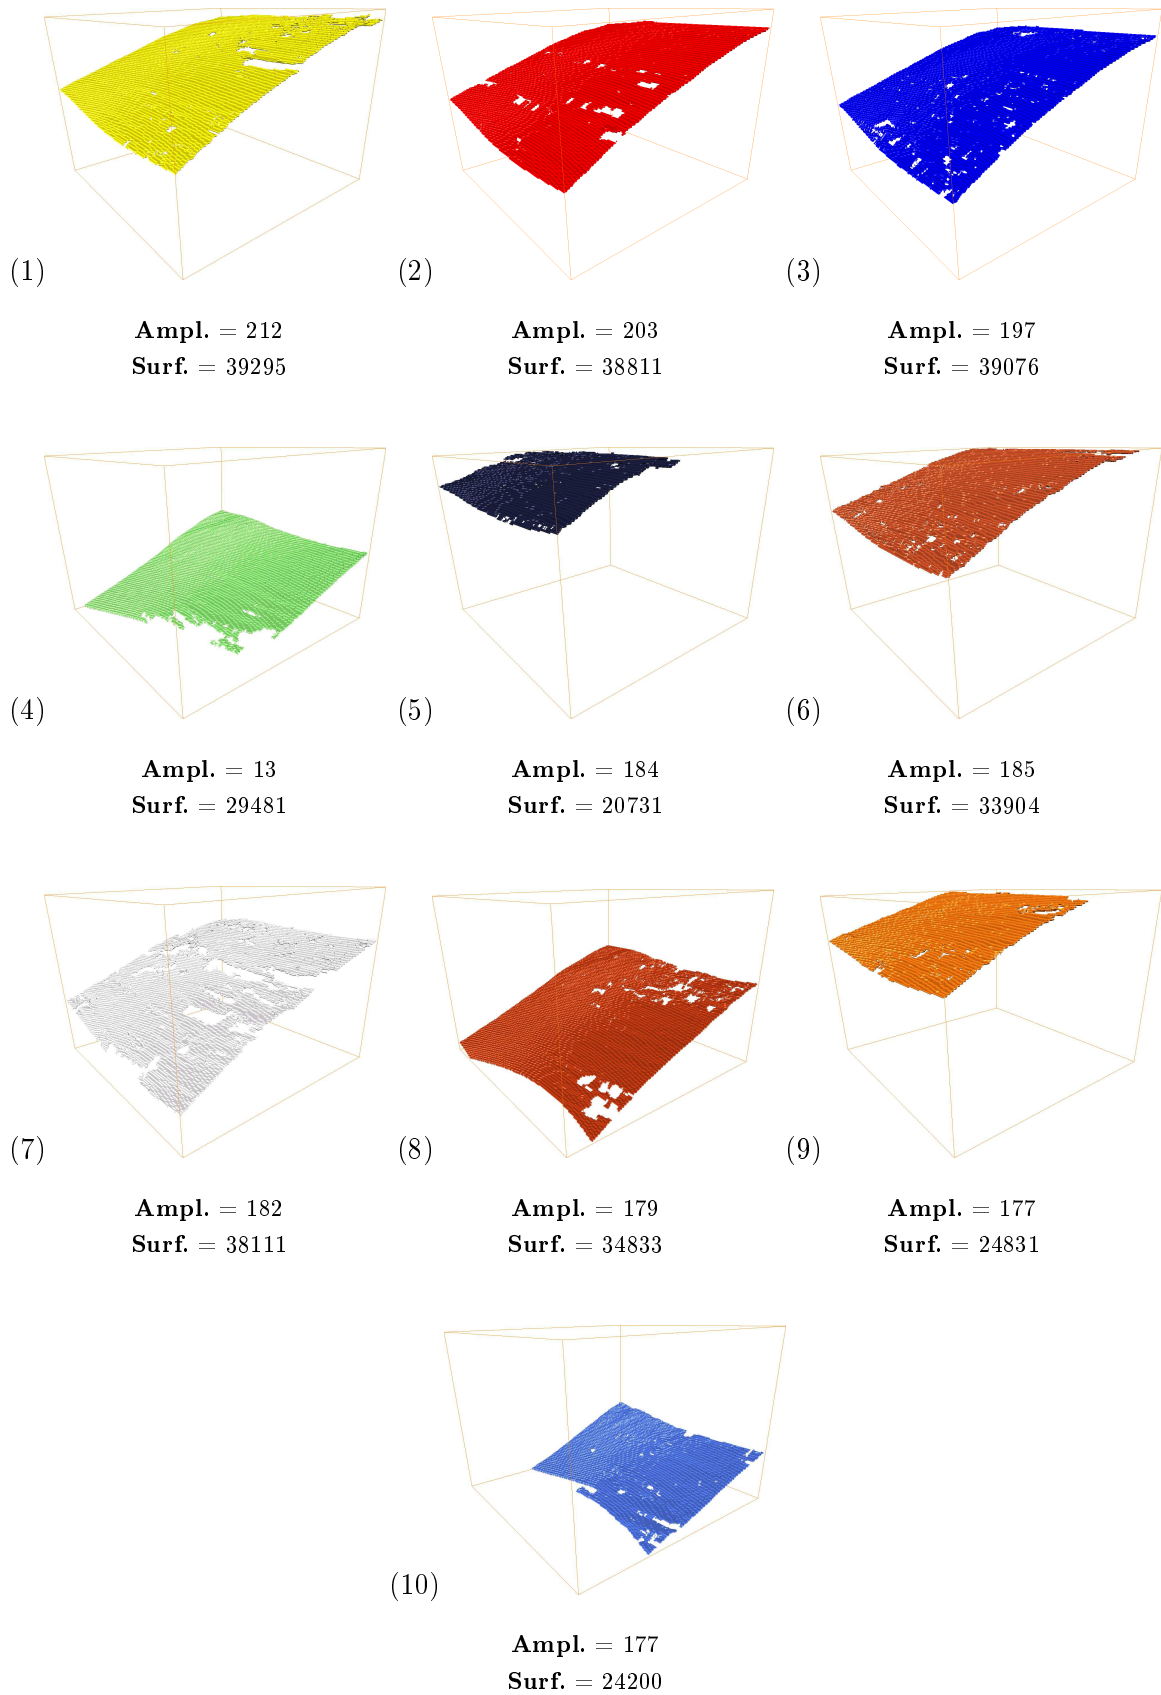 (1) (2) (3)
Ampl. = 212 Ampl. = 203 Ampl. = 197
Surf. = 39295 Surf. = 38811 Surf. = 39076
(4) (5) (6)
Ampl. = 13 Ampl. = 184 Ampl. = 185
Surf. = 29481 Surf. = 20731 Surf. = 33904
(7) (8) (9)
Ampl. = 182 Ampl. = 179 Ampl. = 177
Surf. = 38111 Surf. = 34833 Surf. = 24831
(10)
Ampl. = 177
Surf. = 24200